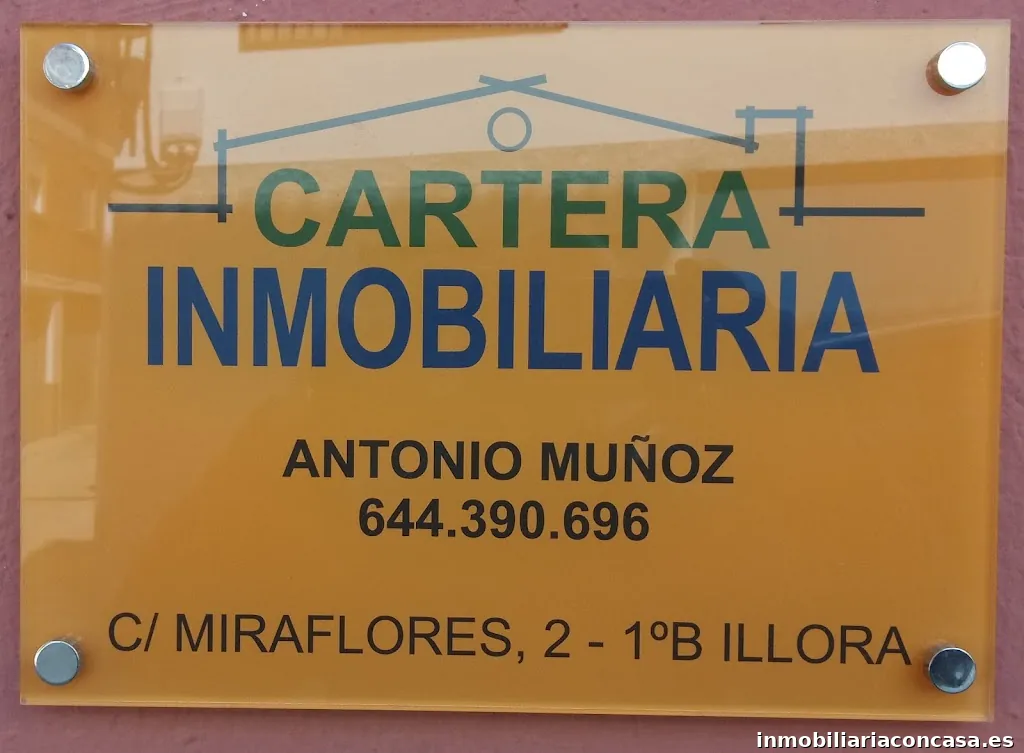 CARTERA
INMOBILIARIA
ANTONIO MUÑOZ
644.390.696
C/ MIRAFLORES, 2 - 1ºB ILLORA
inmobiliariaconcasa.es